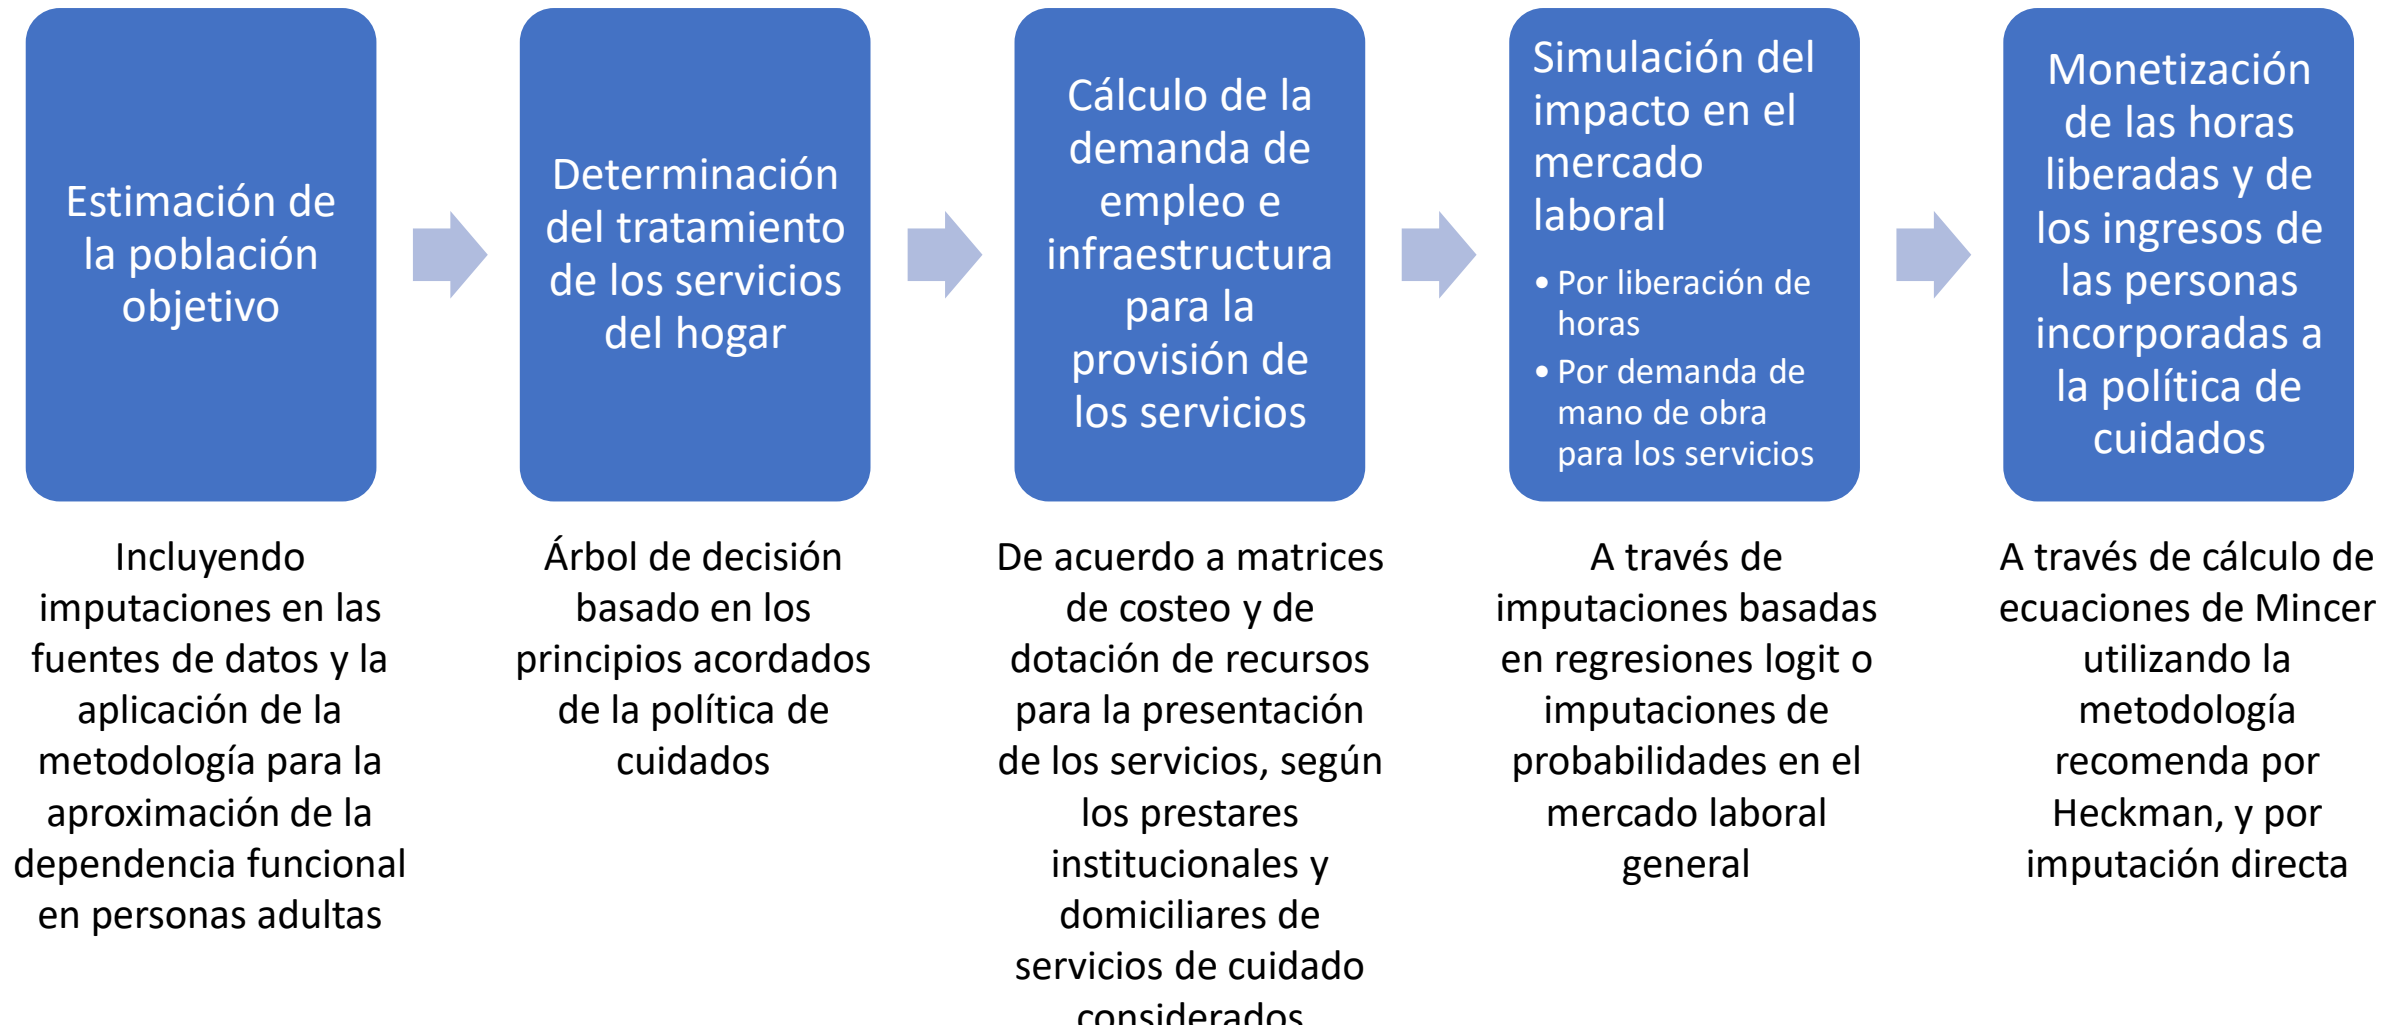 Estimación de
la población
objetivo
Determinación
del tratamiento
de los servicios
del hogar
Cálculo de la
demanda de
empleo e
infraestructura
para la
provisión de
los servicios
Simulación del
impacto en el
mercado
laboral
• Por liberación de
horas
• Por demanda de
mano de obra
para los servicios
Monetización
de las horas
liberadas y de
los ingresos de
las personas
incorporadas a
la política de
cuidados
Incluyendo
imputaciones en las
fuentes de datos y la
aplicación de la
metodología para la
aproximación de la
dependencia funcional
en personas adultas
Árbol de decisión
basado en los
principios acordados
de la política de
cuidados
De acuerdo a matrices
de costeo y de
dotación de recursos
para la presentación
de los servicios, según
los prestares
institucionales y
domiciliares de
servicios de cuidado
considerados
A través de
imputaciones basadas
en regresiones logit o
imputaciones de
probabilidades en el
mercado laboral
general
A través de cálculo de
ecuaciones de Mincer
utilizando la
metodología
recomenda por
Heckman, y por
imputación directa